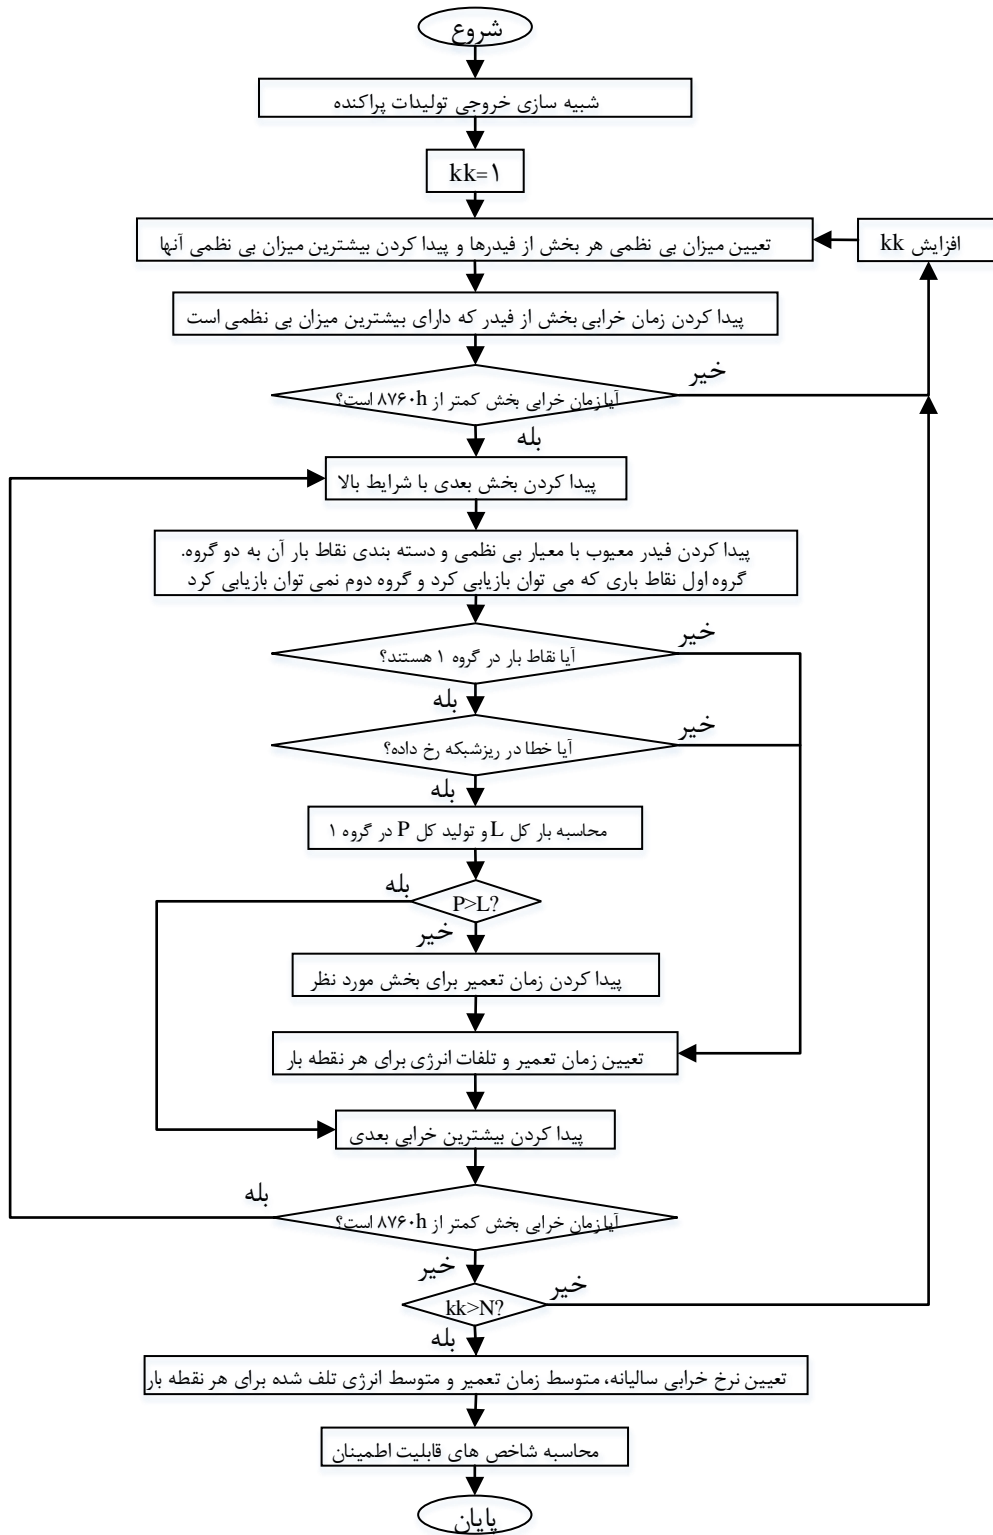 شروع
شبیه سازی خروجی تولیدات پراکنده
kk=۱
تعیین میزان بی نظمی هر بخش از فیدرها و پیدا کردن بیشترین میزان بی نظمی آنها
افزایش kk
پیدا کردن زمان خرابی بخش از فیدر که دارای بیشترین میزان بی نظمی است
خیر
آیا زمان خرابی بخش کمتر از ۸۷۶۰h است؟
بله
پیدا کردن بخش بعدی با شرایط بالا
پیدا کردن فیدر معیوب با معیار بی نظمی و دسته بندی نقاط بار آن به دو گروه.
گروه اول نقاط باری که می توان بازیابی کرد و گروه دوم نمی توان بازیابی کرد
خیر
آیا نقاط بار در گروه ۱ هستند؟
بله
خیر
آیا خطا در ریزشبکه رخ داده؟
بله
محاسبه بار کل L و تولید کل P در گروه ۱
بله
P>L?
خیر
پیدا کردن زمان تعمیر برای بخش مورد نظر
تعیین زمان تعمیر و تلفات انرژی برای هر نقطه بار
پیدا کردن بیشترین خرابی بعدی
بله
آیا زمان خرابی بخش کمتر از ۸۷۶۰h است؟
خیر
خیر
kk>N?
بله
تعیین نرخ خرابی سالیانه، متوسط زمان تعمیر و متوسط انرژی تلف شده برای هر نقطه بار
محاسبه شاخص های قابلیت اطمینان
پایان